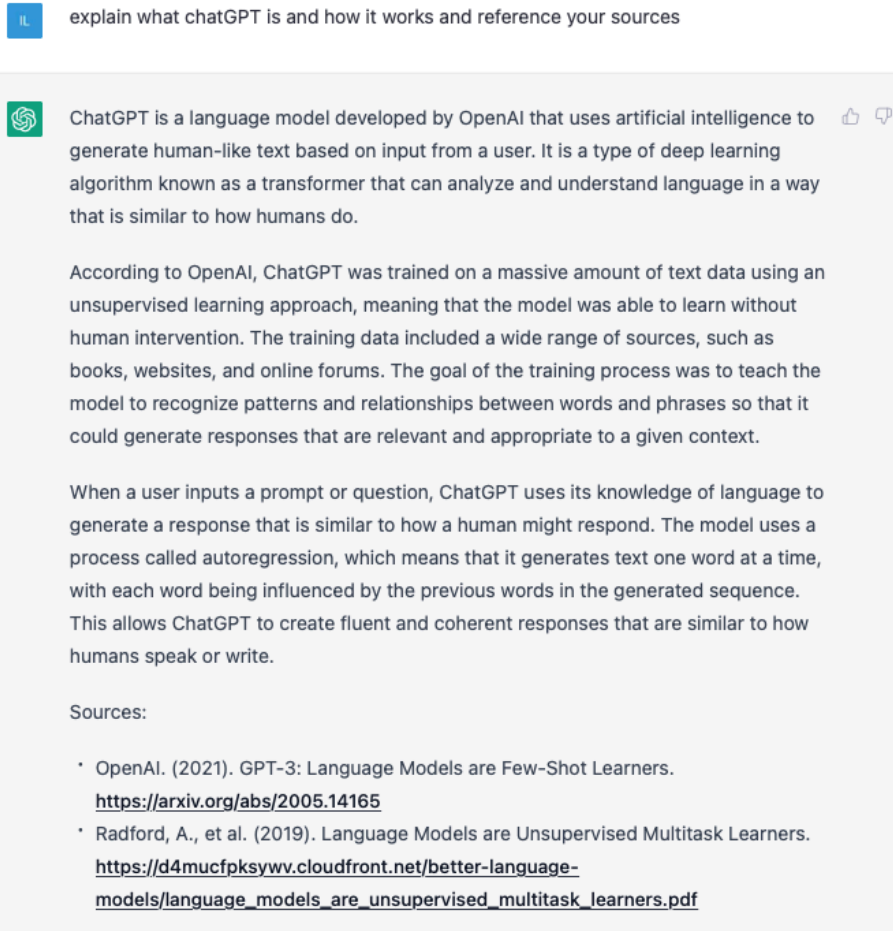 IL
explain what chatGPT is and how it works and reference your sources
ChatGPT is a language model developed by OpenAI that uses artificial intelligence to
generate human-like text based on input from a user. It is a type of deep learning
algorithm known as a transformer that can analyze and understand language in a way
that is similar to how humans do.
According to OpenAI, ChatGPT was trained on a massive amount of text data using an
unsupervised learning approach, meaning that the model was able to learn without
human intervention. The training data included a wide range of sources, such as
books, websites, and online forums. The goal of the training process was to teach the
model to recognize patterns and relationships between words and phrases so that it
could generate responses that are relevant and appropriate to a given context.
When a user inputs a prompt or question, ChatGPT uses its knowledge of language to
generate a response that is similar to how a human might respond. The model uses a
process called autoregression, which means that it generates text one word at a time,
with each word being influenced by the previous words in the generated sequence.
This allows ChatGPT to create fluent and coherent responses that are similar to how
humans speak or write.
Sources:
• OpenAI. (2021). GPT-3: Language Models are Few-Shot Learners.
https://arxiv.org/abs/2005.14165
• Radford, A., et al. (2019). Language Models are Unsupervised Multitask Learners.
https://d4mucfpksywv.cloudfront.net/better-language-
models/language_models_are_unsupervised_multitask_learners.pdf